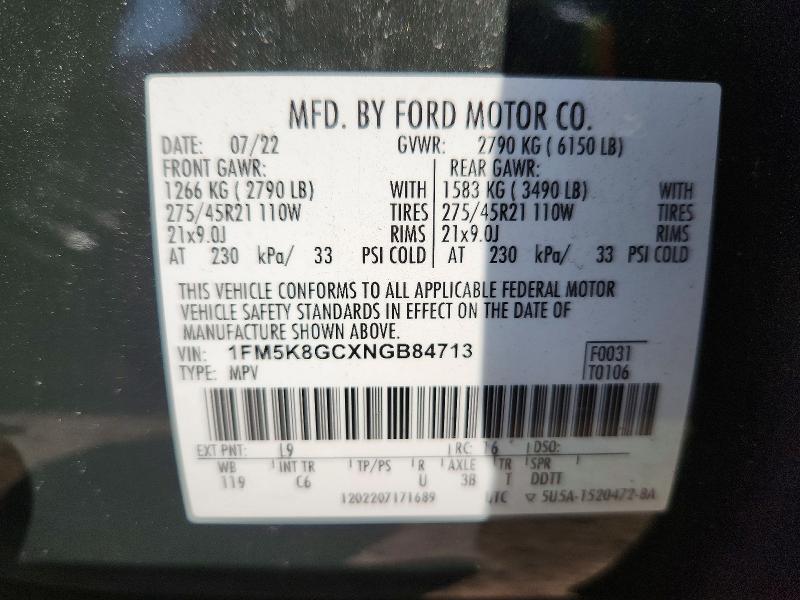 MFD. BY FORD MOTOR CO.
DATE: 07/22 GVWR: 2790 KG ( 6150 LB)
FRONT GAWR: REAR GAWR:
1266 KG ( 2790 LB) WITH 1583 KG ( 3490 LB) WITH
275/45R21 110W TIRES 275/45R21 110W TIRES
21x9.0J RIMS 21x9.0J RIMS
AT 230 kPa/ 33 PSI COLD AT 230 kPa/ 33 PSI COLD
THIS VEHICLE CONFORMS TO ALL APPLICABLE FEDERAL MOTOR
VEHICLE SAFETY STANDARDS IN EFFECT ON THE DATE OF
MANUFACTURE SHOWN ABOVE.
VIN: 1FM5K8GCXNGB84713 F0031
TYPE: MPV T0106
EXT PNT: L9 RC: 16 DSO:
WB INT TR TP/PS R AXLE TR SPR
119 C6 U 3B T DDTT
1202207171689 UTC ▽ 5U5A-1520472-BA